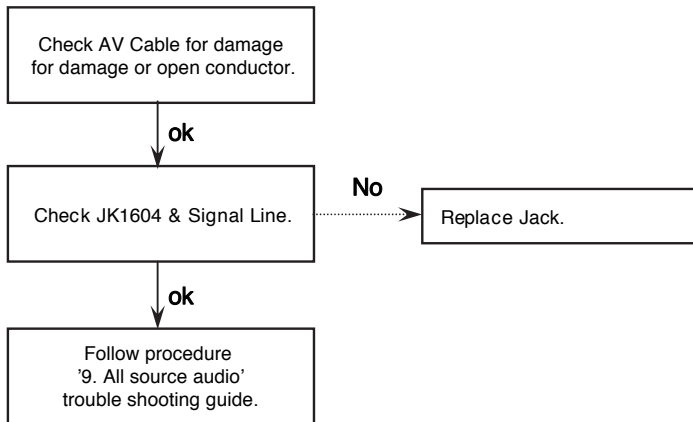 Check AV Cable for damage
for damage or open conductor.
ok
Check JK1604 & Signal Line.
No
Replace Jack.
ok
Follow procedure
'9. All source audio'
trouble shooting guide.